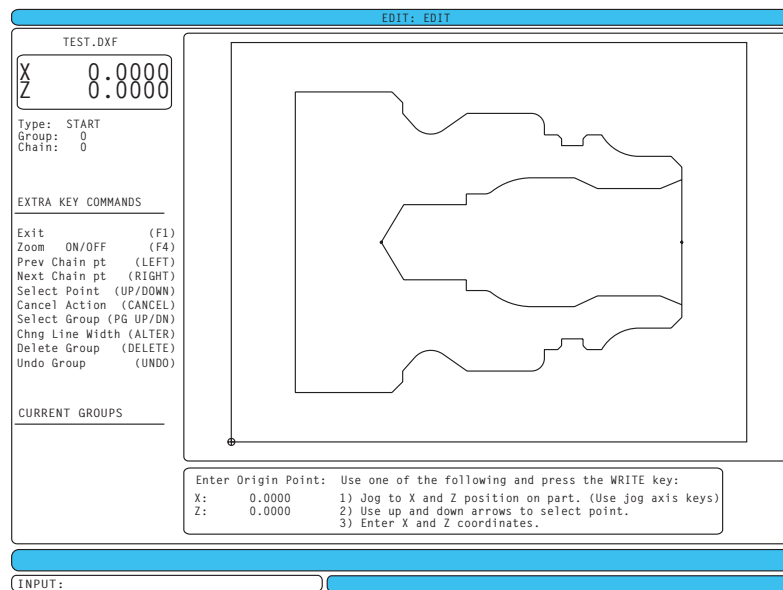 EDIT: EDIT
TEST.DXF
X 0.0000
Z 0.0000
Type: START
Group: 0
Chain: 0
EXTRA KEY COMMANDS
Exit (F1)
Zoom ON/OFF (F4)
Prev Chain pt (LEFT)
Next Chain pt (RIGHT)
Select Point (UP/DOWN)
Cancel Action (CANCEL)
Select Group (PG UP/DN)
Chng Line Width (ALTER)
Delete Group (DELETE)
Undo Group (UNDO)
CURRENT GROUPS
Enter Origin Point: Use one of the following and press the WRITE key:
X: 0.0000 1) Jog to X and Z position on part. (Use jog axis keys)
Z: 0.0000 2) Use up and down arrows to select point.
3) Enter X and Z coordinates.
INPUT: